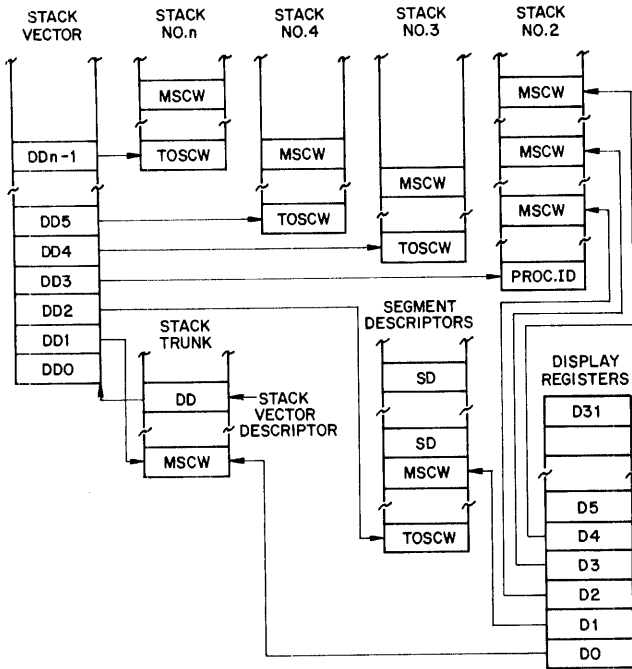 STACK
VECTOR
STACK
NO.n
STACK
NO.4
STACK
NO.3
STACK
NO.2
MSCW
MSCW
MSCW
DDn-1
TOSCW
MSCW
MSCW
MSCW
DD5
TOSCW
DD4
TOSCW
DD3
PROC.ID
DD2
DD1
DD0
STACK
TRUNK
DD
STACK
VECTOR
DESCRIPTOR
MSCW
SEGMENT
DESCRIPTORS
SD
SD
MSCW
TOSCW
DISPLAY
REGISTERS
D31
D5
D4
D3
D2
D1
D0